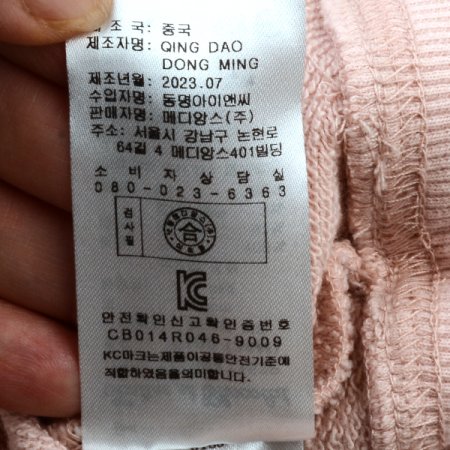 제조국: 중국
제조자명: QING DAO
DONG MING
제조년월: 2023.07
수입자명: 동명아이앤씨
판매자명: 메디앙스(주)
주소: 서울시 강남구 논현로
64길 4 메디앙스401빌딩
소비자상담실
080-023-6363
검사필
合
KC
안전확인신고확인증번호
CB014R046-9009
KC마크는제품이공통안전기준에
적합하였음을의미합니다.